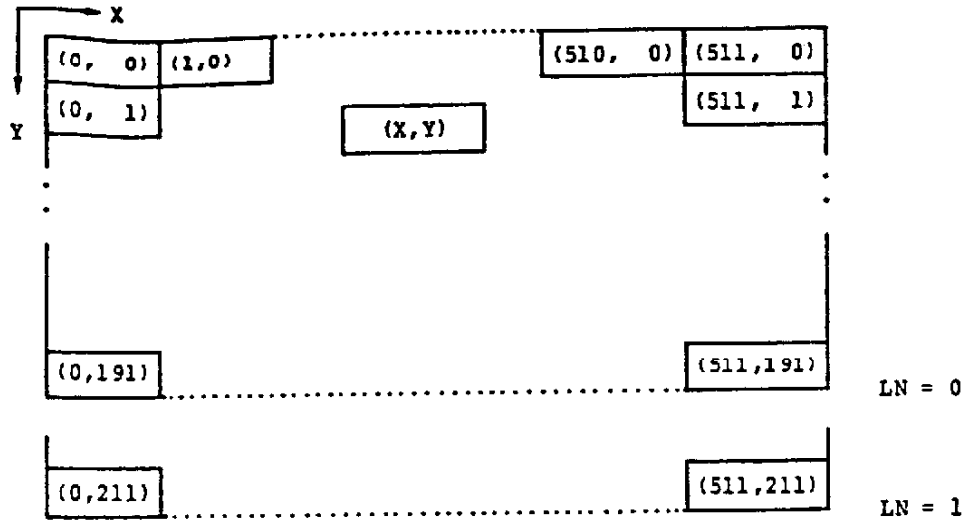 X
(0, 0) (1,0) (510, 0) (511, 0)
(0, 1) (511, 1)
Y (X,Y)
(0,191) (511,191)
LN = 0
(0,211) (511,211)
LN = 1